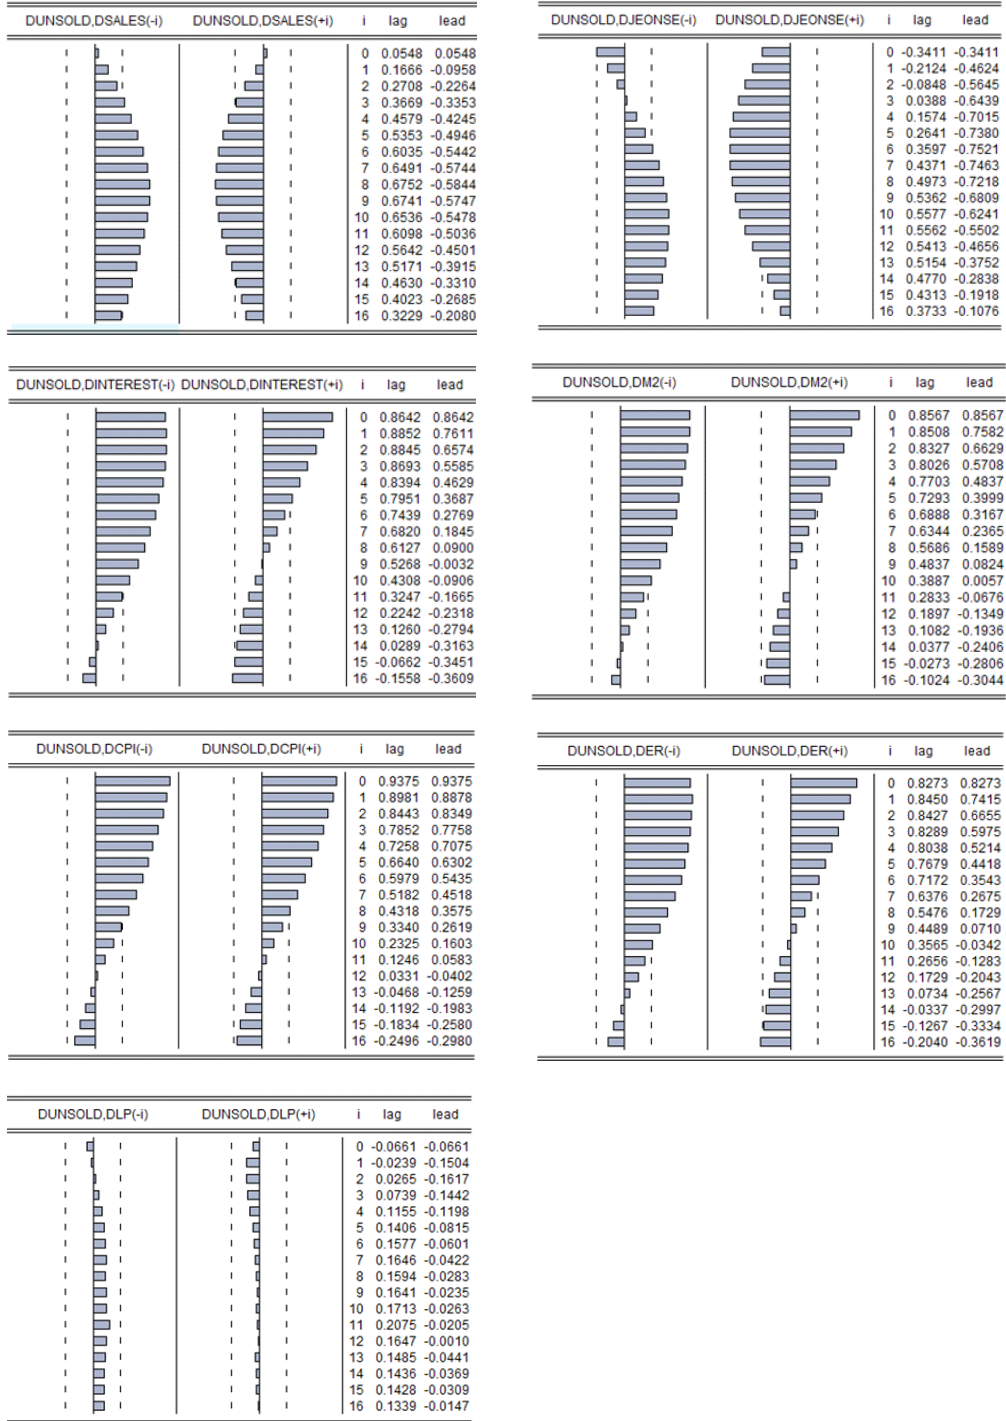 DUNSOLD,DSALES(-i) DUNSOLD,DSALES(+i) i lag lead
0 0.0548 0.0548
1 0.1666 -0.0958
2 0.2708 -0.2264
3 0.3669 -0.3353
4 0.4579 -0.4245
5 0.5353 -0.4946
6 0.6035 -0.5442
7 0.6491 -0.5744
8 0.6752 -0.5844
9 0.6741 -0.5747
10 0.6536 -0.5478
11 0.6098 -0.5036
12 0.5642 -0.4501
13 0.5171 -0.3915
14 0.4630 -0.3310
15 0.4023 -0.2685
16 0.3229 -0.2080
DUNSOLD,DJEONSE(-i) DUNSOLD,DJEONSE(+i) i lag lead
0 -0.3411 -0.3411
1 -0.2124 -0.4624
2 -0.0848 -0.5645
3 0.0388 -0.6439
4 0.1574 -0.7015
5 0.2641 -0.7380
6 0.3597 -0.7521
7 0.4371 -0.7463
8 0.4973 -0.7218
9 0.5362 -0.6809
10 0.5577 -0.6241
11 0.5562 -0.5502
12 0.5413 -0.4656
13 0.5154 -0.3752
14 0.4770 -0.2838
15 0.4313 -0.1918
16 0.3733 -0.1076
DUNSOLD,DINTEREST(-i) DUNSOLD,DINTEREST(+i) i lag lead
0 0.8642 0.8642
1 0.8852 0.7611
2 0.8845 0.6574
3 0.8693 0.5585
4 0.8394 0.4629
5 0.7951 0.3687
6 0.7439 0.2769
7 0.6820 0.1845
8 0.6127 0.0900
9 0.5268 -0.0032
10 0.4308 -0.0906
11 0.3247 -0.1665
12 0.2242 -0.2318
13 0.1260 -0.2794
14 0.0289 -0.3163
15 -0.0662 -0.3451
16 -0.1558 -0.3609
DUNSOLD,DM2(-i) DUNSOLD,DM2(+i) i lag lead
0 0.8567 0.8567
1 0.8508 0.7582
2 0.8327 0.6629
3 0.8026 0.5708
4 0.7703 0.4837
5 0.7293 0.3999
6 0.6888 0.3167
7 0.6344 0.2365
8 0.5686 0.1589
9 0.4837 0.0824
10 0.3887 0.0057
11 0.2833 -0.0676
12 0.1897 -0.1349
13 0.1082 -0.1936
14 0.0377 -0.2406
15 -0.0273 -0.2806
16 -0.1024 -0.3044
DUNSOLD,DCPI(-i) DUNSOLD,DCPI(+i) i lag lead
0 0.9375 0.9375
1 0.8981 0.8878
2 0.8443 0.8349
3 0.7852 0.7758
4 0.7258 0.7075
5 0.6640 0.6302
6 0.5979 0.5435
7 0.5182 0.4518
8 0.4318 0.3575
9 0.3340 0.2619
10 0.2325 0.1603
11 0.1246 0.0583
12 0.0331 -0.0402
13 -0.0468 -0.1259
14 -0.1192 -0.1983
15 -0.1834 -0.2580
16 -0.2496 -0.2980
DUNSOLD,DER(-i) DUNSOLD,DER(+i) i lag lead
0 0.8273 0.8273
1 0.8450 0.7415
2 0.8427 0.6655
3 0.8289 0.5975
4 0.8038 0.5214
5 0.7679 0.4418
6 0.7172 0.3543
7 0.6376 0.2675
8 0.5476 0.1729
9 0.4489 0.0710
10 0.3565 -0.0342
11 0.2656 -0.1283
12 0.1729 -0.2043
13 0.0734 -0.2567
14 -0.0337 -0.2997
15 -0.1267 -0.3334
16 -0.2040 -0.3619
DUNSOLD,DLP(-i) DUNSOLD,DLP(+i) i lag lead
0 -0.0661 -0.0661
1 -0.0239 -0.1504
2 0.0265 -0.1617
3 0.0739 -0.1442
4 0.1155 -0.1198
5 0.1406 -0.0815
6 0.1577 -0.0601
7 0.1646 -0.0422
8 0.1594 -0.0283
9 0.1641 -0.0235
10 0.1713 -0.0263
11 0.2075 -0.0205
12 0.1647 -0.0010
13 0.1485 -0.0441
14 0.1436 -0.0369
15 0.1428 -0.0309
16 0.1339 -0.0147